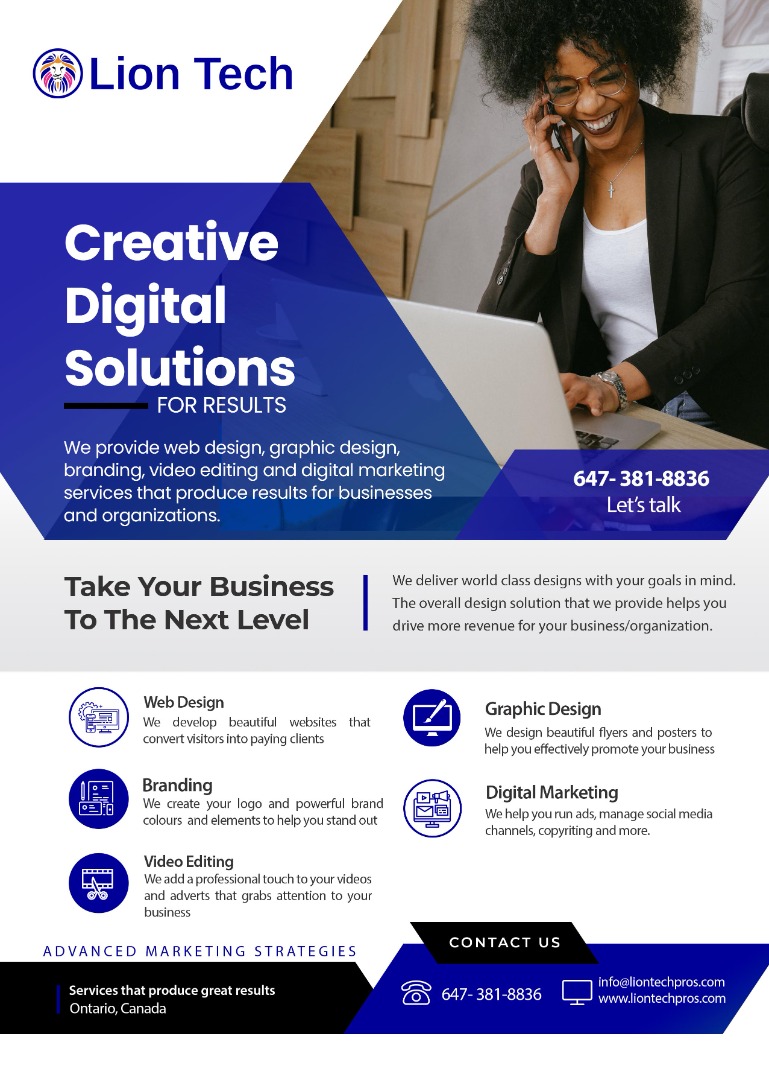 Lion Tech
Creative
Digital
Solutions
FOR RESULTS
We provide web design, graphic design,
branding, video editing and digital marketing
services that produce results for businesses
and organizations.
647- 381-8836
Let's talk
Take Your Business
To The Next Level
We deliver world class designs with your goals in mind.
The overall design solution that we provide helps you
drive more revenue for your business/organization.
Web Design
We develop beautiful websites that
convert visitors into paying clients
Graphic Design
We design beautiful flyers and posters to
help you effectively promote your business
Branding
We create your logo and powerful brand
colours and elements to help you stand out
Digital Marketing
We help you run ads, manage social media
channels, copyriting and more.
Video Editing
We add a professional touch to your videos
and adverts that grabs attention to your
business
ADVANCED MARKETING STRATEGIES
Services that produce great results
Ontario, Canada
CONTACT US
647- 381-8836
info@liontechpros.com
www.liontechpros.com